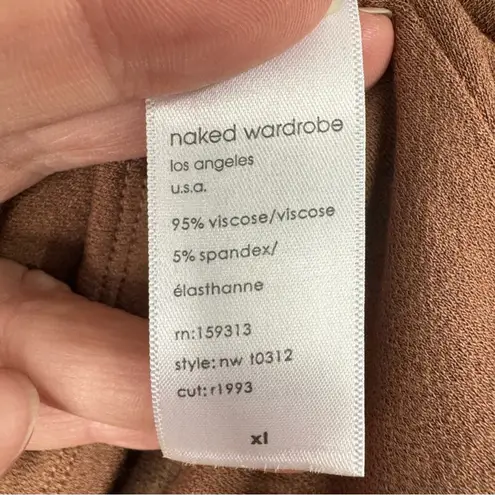 naked wardrobe
los angeles
u.s.a.
95% viscose/viscose
5% spandex/
élasthanne
rn:159313
style: nw t0312
cut: r1993
xl